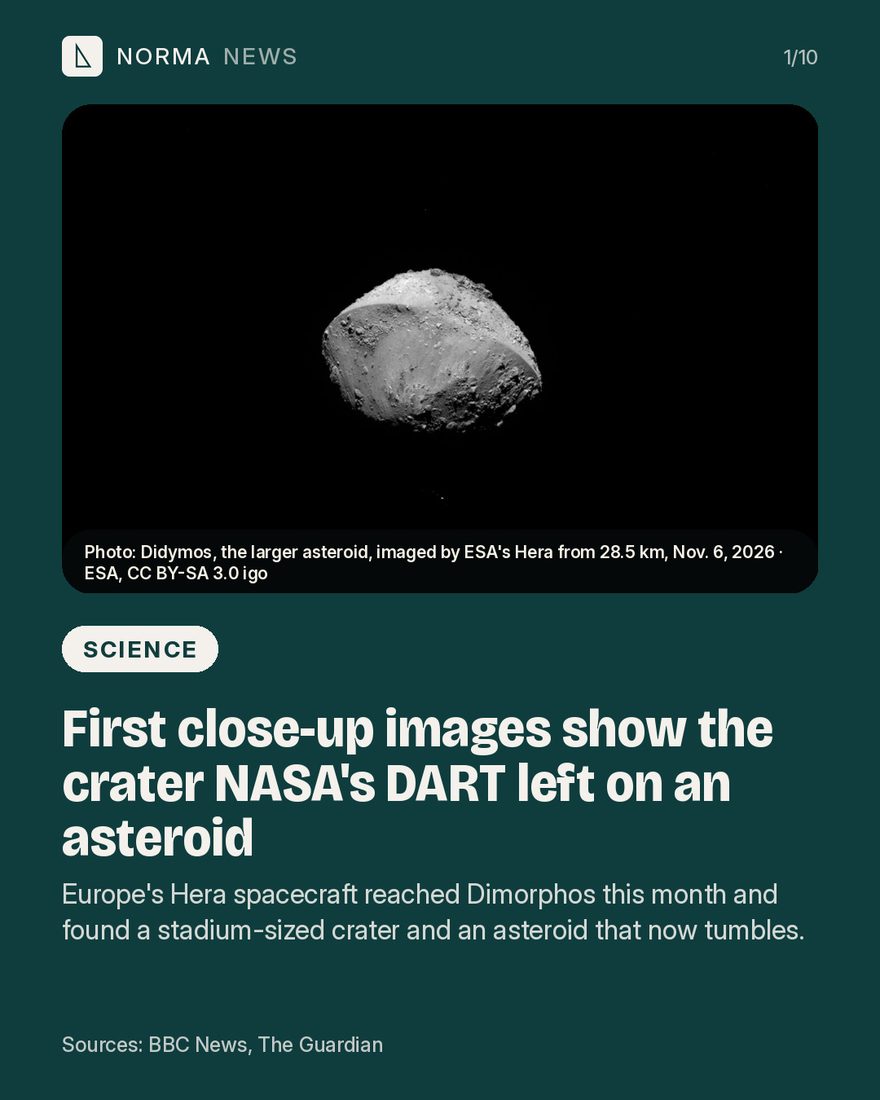 NORMA NEWS
1/10
Photo: Didymos, the larger asteroid, imaged by ESA's Hera from 28.5 km, Nov. 6, 2026 ·
ESA, CC BY-SA 3.0 igo
SCIENCE
First close-up images show the
crater NASA's DART left on an
asteroid
Europe's Hera spacecraft reached Dimorphos this month and
found a stadium-sized crater and an asteroid that now tumbles.
Sources: BBC News, The Guardian